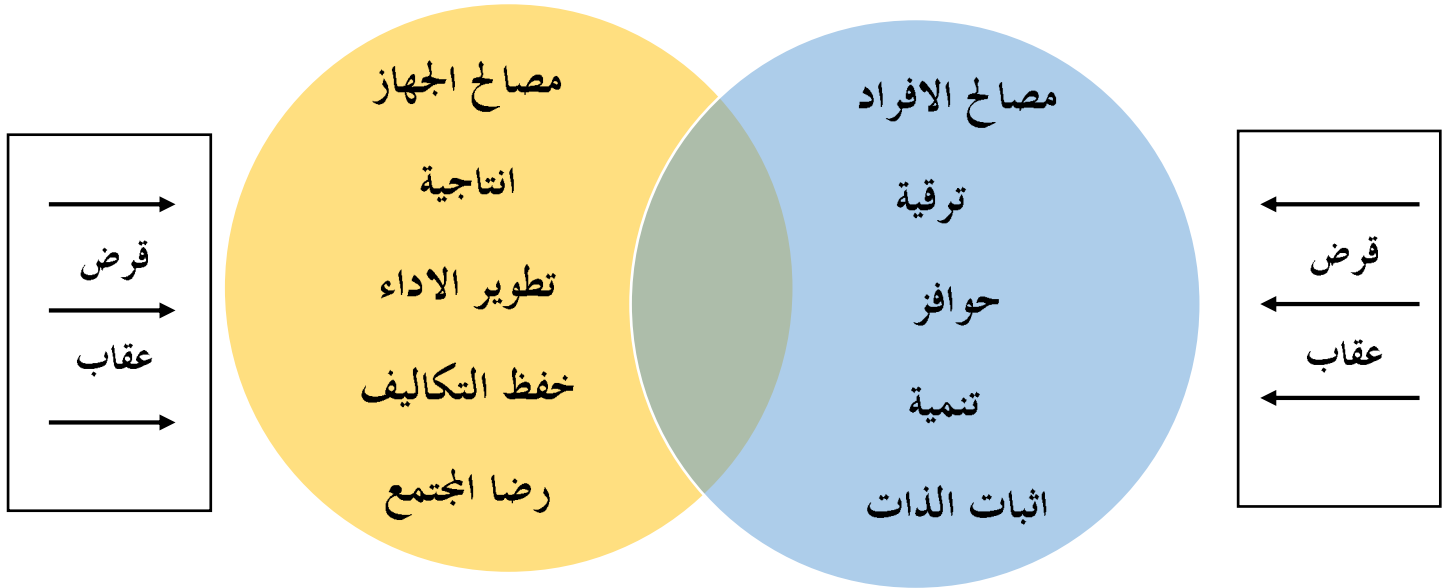 مصالح الافراد
ترقية
حوافز
تنمية
اثبات الذات
مصالح الجهاز
انتاجية
تطوير الاداء
خفظ التكاليف
رضا المجتمع
قرض
عقاب
قرض
عقاب